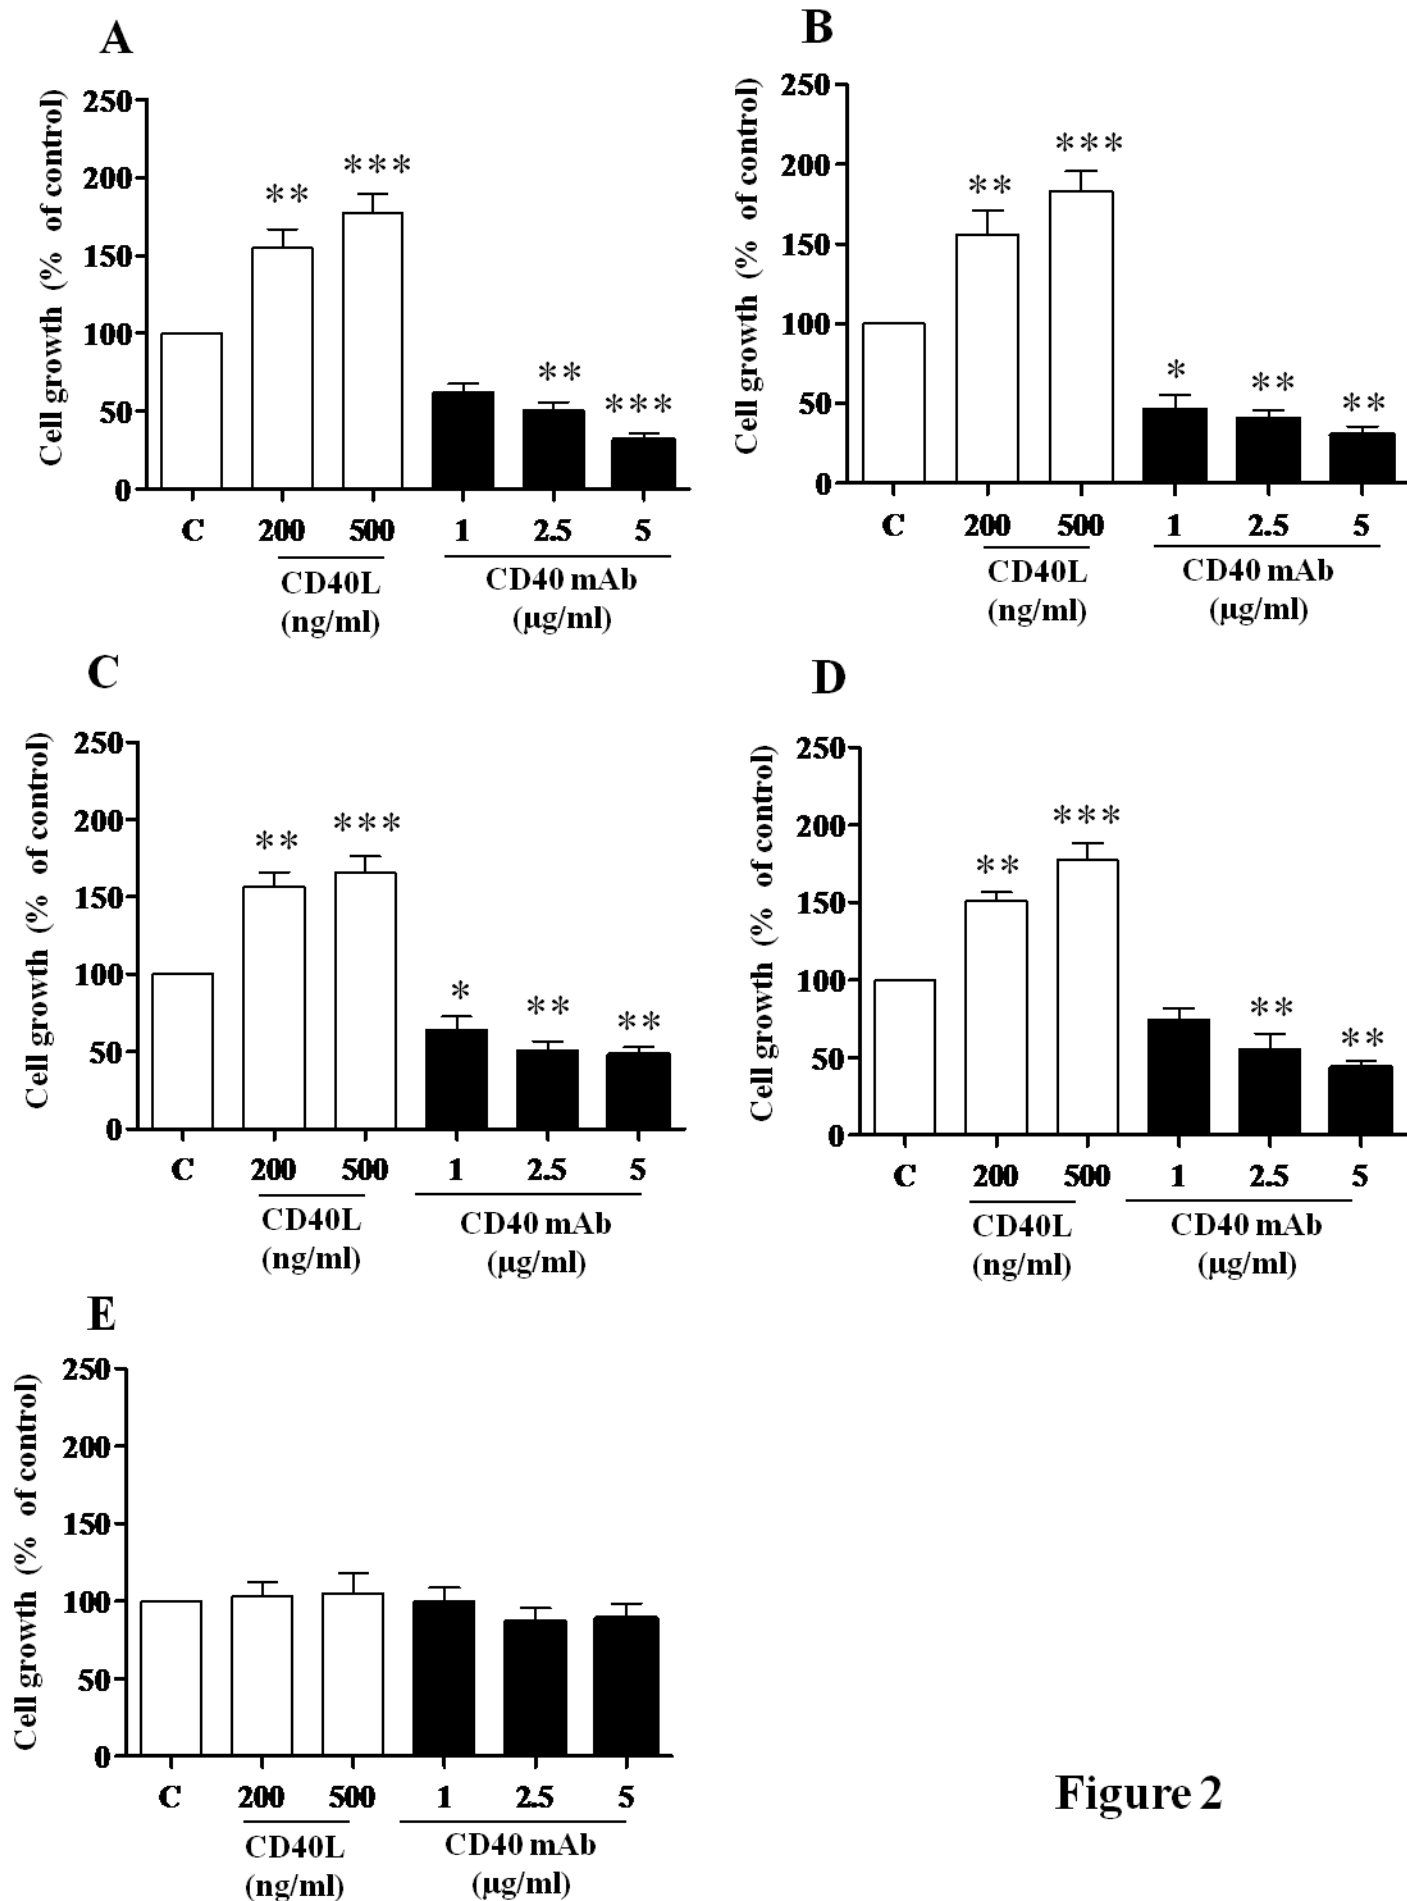 A
Cell growth (% of control)
250
200
150
100
50
0
**
***
**
***
C 200 500 1 2.5 5
CD40L
(ng/ml)
CD40 mAb
(μg/ml)
B
Cell growth (% of control)
250
200
150
100
50
0
**
***
*
**
**
C 200 500 1 2.5 5
CD40L
(ng/ml)
CD40 mAb
(μg/ml)
C
Cell growth (% of control)
250
200
150
100
50
0
**
***
*
**
**
C 200 500 1 2.5 5
CD40L
(ng/ml)
CD40 mAb
(μg/ml)
D
Cell growth (% of control)
250
200
150
100
50
0
**
***
**
**
C 200 500 1 2.5 5
CD40L
(ng/ml)
CD40 mAb
(μg/ml)
E
Cell growth (% of control)
250
200
150
100
50
0
C 200 500 1 2.5 5
CD40L
(ng/ml)
CD40 mAb
(μg/ml)
Figure 2